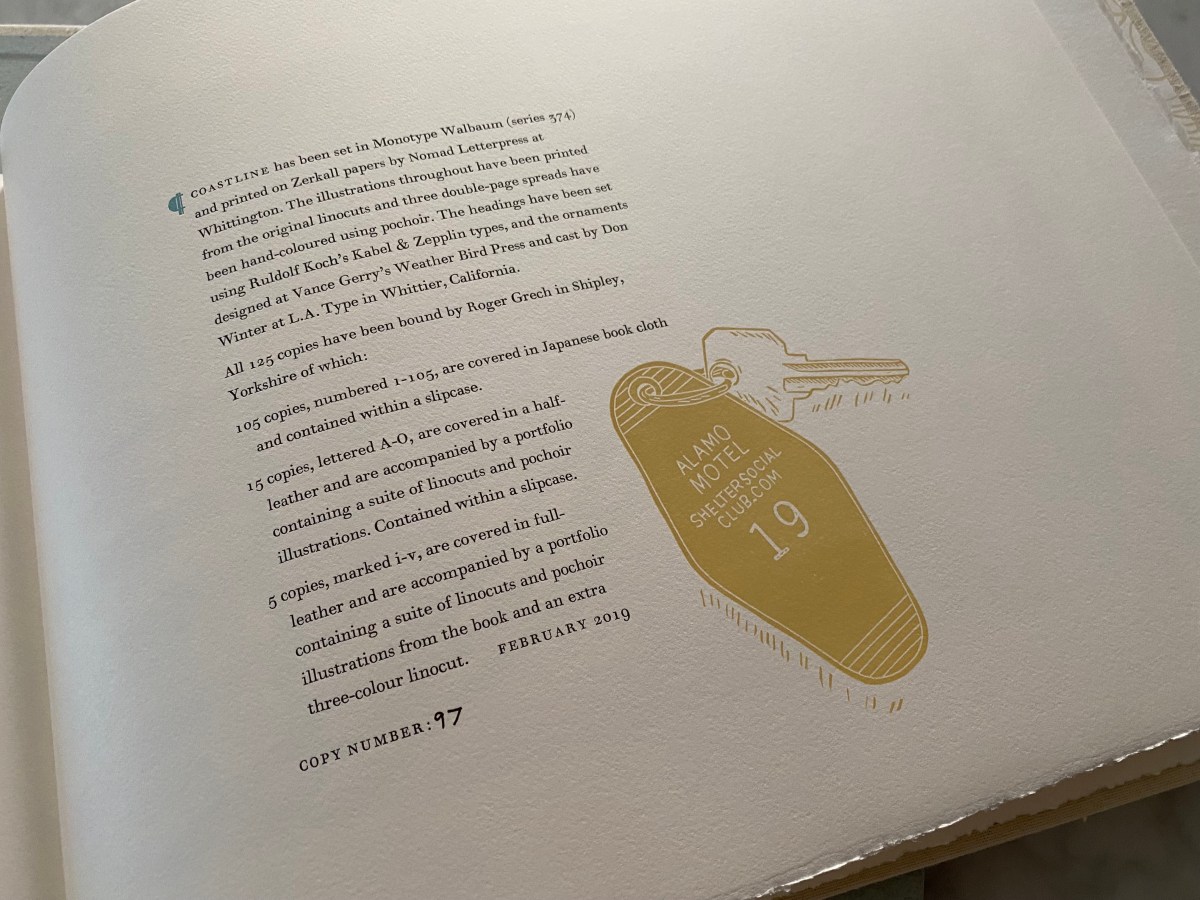 ¶ COASTLINE has been set in Monotype Walbaum (series 374)
and printed on Zerkall papers by Nomad Letterpress at
Whittington. The illustrations throughout have been printed
from the original linocuts and three double-page spreads have
been hand-coloured using pochoir. The headings have been set
using Ruldolf Koch's Kabel & Zepplin types, and the ornaments
designed at Vance Gerry's Weather Bird Press and cast by Don
Winter at L.A. Type in Whittier, California.
All 125 copies have been bound by Roger Grech in Shipley,
Yorkshire of which:
105 copies, numbered 1-105, are covered in Japanese book cloth
and contained within a slipcase.
15 copies, lettered A-O, are covered in a half-
leather and are accompanied by a portfolio
containing a suite of linocuts and pochoir
illustrations. Contained within a slipcase.
5 copies, marked i-v, are covered in full-
leather and are accompanied by a portfolio
containing a suite of linocuts and pochoir
illustrations from the book and an extra
three-colour linocut. FEBRUARY 2019
COPY NUMBER: 97
ALAMO
MOTEL
SHELTERSOCIAL
CLUB.COM
19